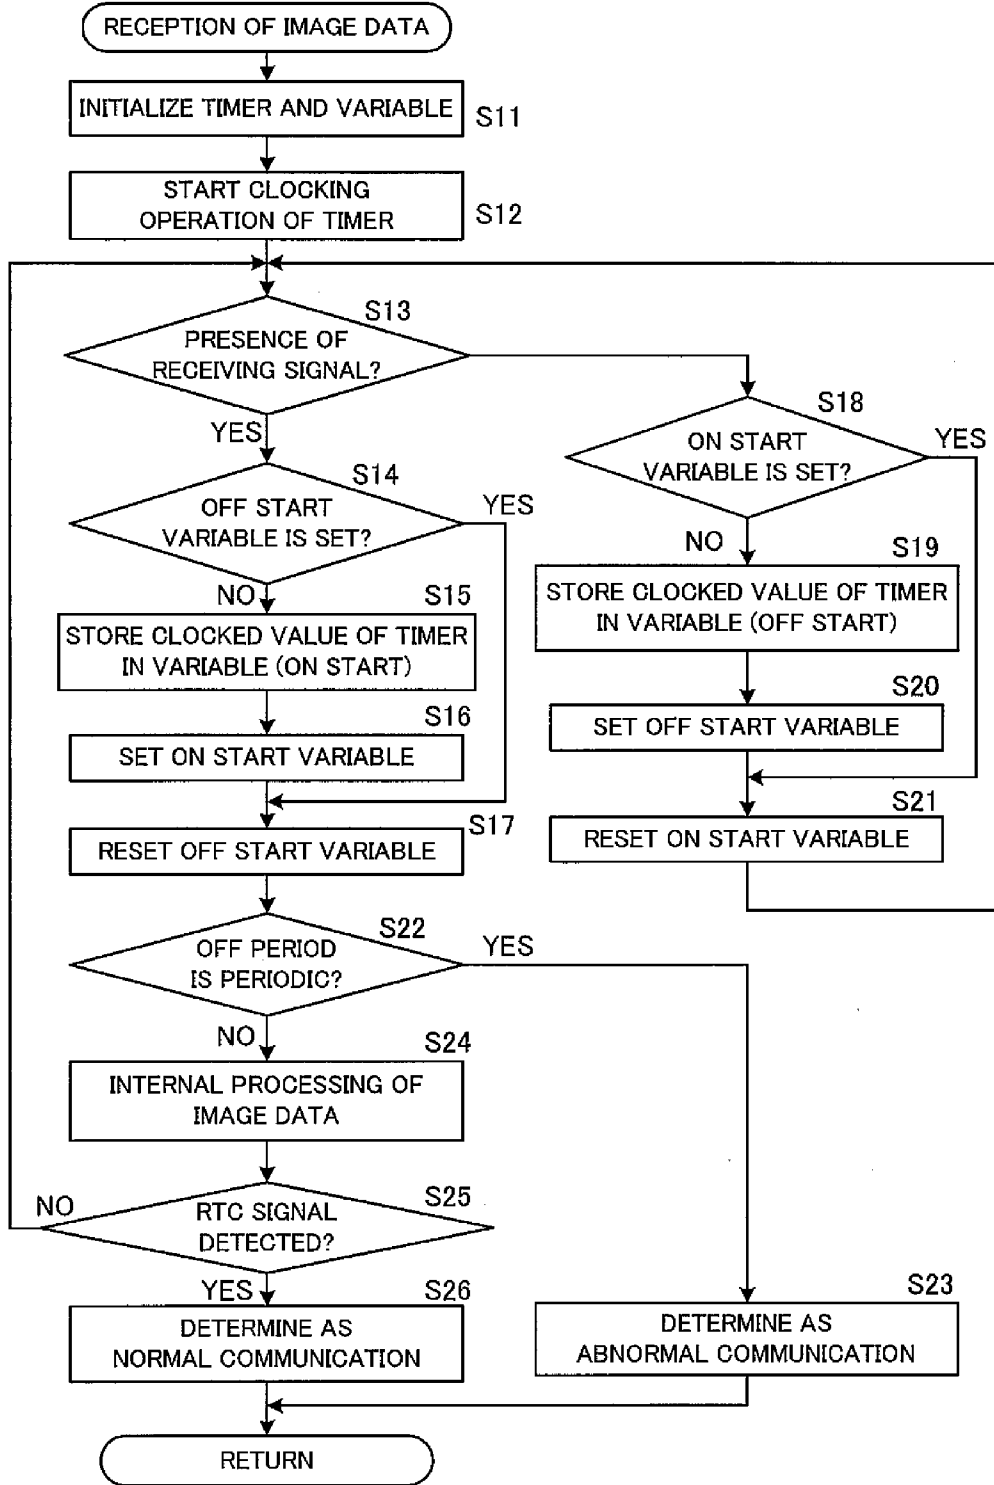 RECEPTION OF IMAGE DATA
INITIALIZE TIMER AND VARIABLE
S11
START CLOCKING
OPERATION OF TIMER
S12
S13
PRESENCE OF
RECEIVING SIGNAL?
YES
S14
OFF START
VARIABLE IS SET?
YES
NO
S15
STORE CLOCKED VALUE OF TIMER
IN VARIABLE (ON START)
S16
SET ON START VARIABLE
S17
RESET OFF START VARIABLE
S18
ON START
VARIABLE IS SET?
YES
NO
S19
STORE CLOCKED VALUE OF TIMER
IN VARIABLE (OFF START)
S20
SET OFF START VARIABLE
S21
RESET ON START VARIABLE
S22
OFF PERIOD
IS PERIODIC?
YES
NO
S24
INTERNAL PROCESSING OF
IMAGE DATA
S25
NO
RTC SIGNAL
DETECTED?
YES
S26
DETERMINE AS
NORMAL COMMUNICATION
S23
DETERMINE AS
ABNORMAL COMMUNICATION
RETURN